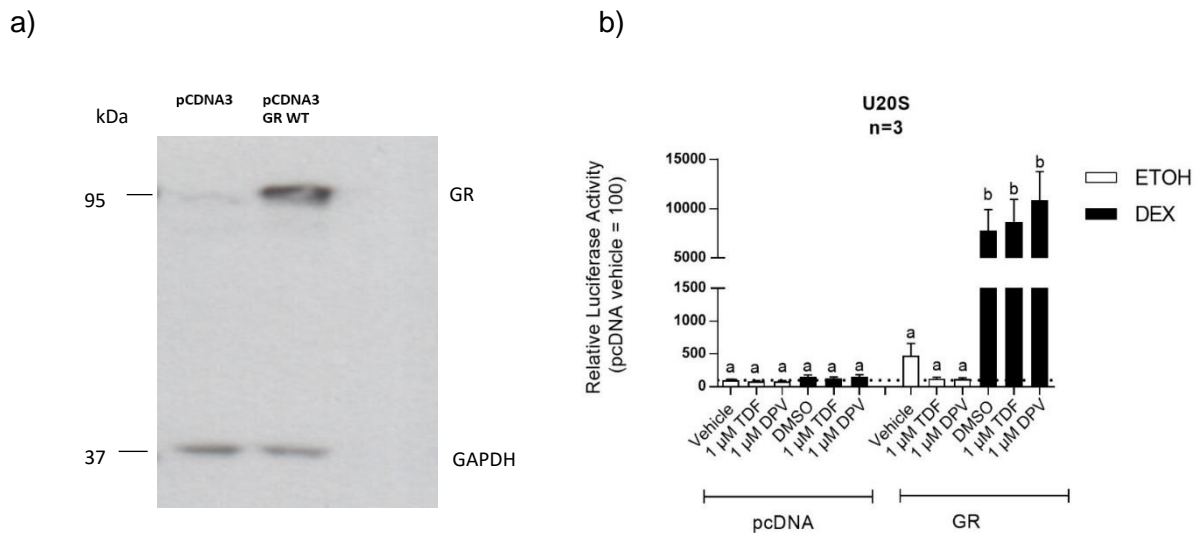 a)
pCDNA3
pCDNA3
GR WT
kDa
95
GR
37
GAPDH
b)
U20S
n=3
Relative Luciferase Activity
(pcDNA vehicle = 100)
15000
10000
5000
1500
1000
500
0
a a a a a a a a a b b b
ETOH
DEX
Vehicle
1 µM TDF
1 µM DPV
DMSO
1 µM TDF
1 µM DPV
Vehicle
1 µM TDF
1 µM DPV
DMSO
1 µM TDF
1 µM DPV
pcDNA
GR